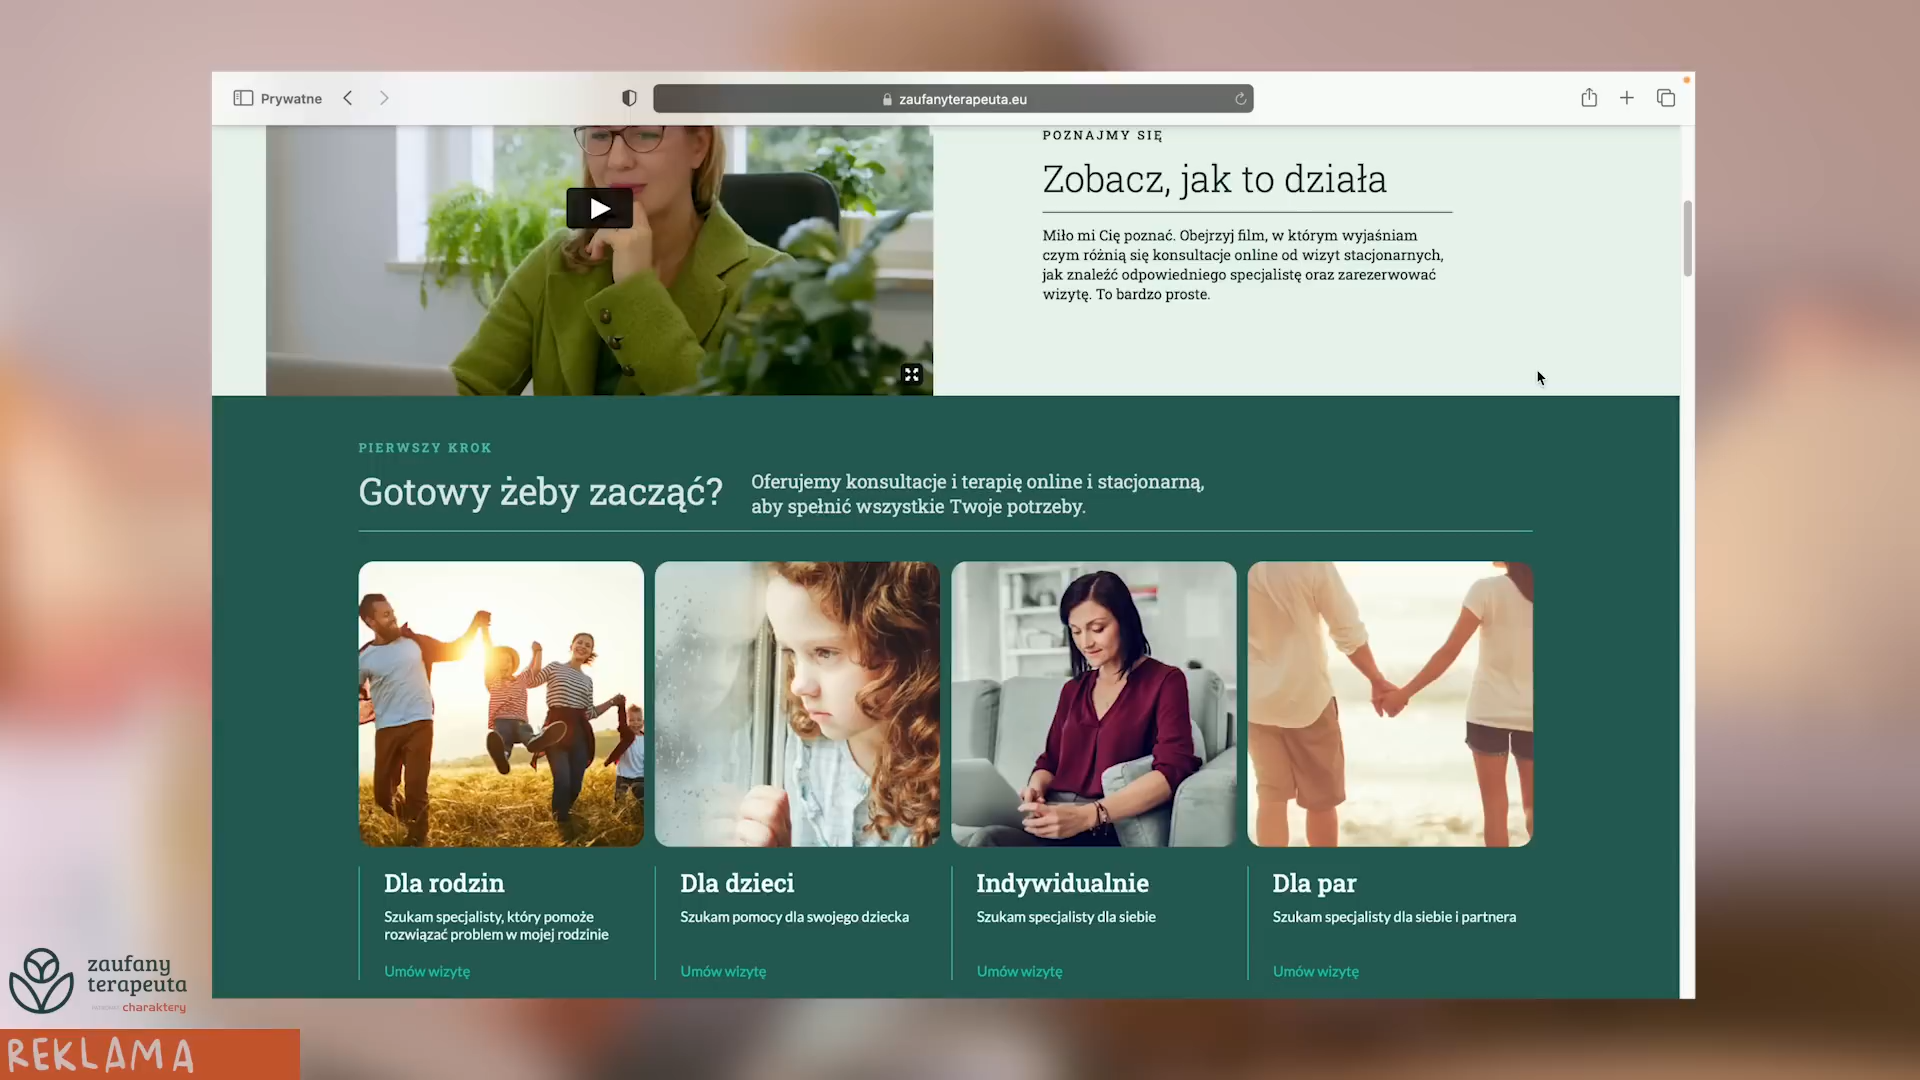 Prywatne
zaufanyterapeuta.eu
POZNAJMY SIĘ
Zobacz, jak to działa
Miło mi Cię poznać. Obejrzyj film, w którym wyjaśniam
czym różnią się konsultacje online od wizyt stacjonarnych,
jak znaleźć odpowiedniego specjalistę oraz zarezerwować
wizytę. To bardzo proste.
PIERWSZY KROK
Gotowy żeby zacząć?
Oferujemy konsultacje i terapię online i stacjonarną,
aby spełnić wszystkie Twoje potrzeby.
Dla rodzin
Szukam specjalisty, który pomoże
rozwiązać problem w mojej rodzinie
Umów wizytę
Dla dzieci
Szukam pomocy dla swojego dziecka
Umów wizytę
Indywidualnie
Szukam specjalisty dla siebie
Umów wizytę
Dla par
Szukam specjalisty dla siebie i partnera
Umów wizytę
zaufany
terapeuta
charaktery
REKLAMA